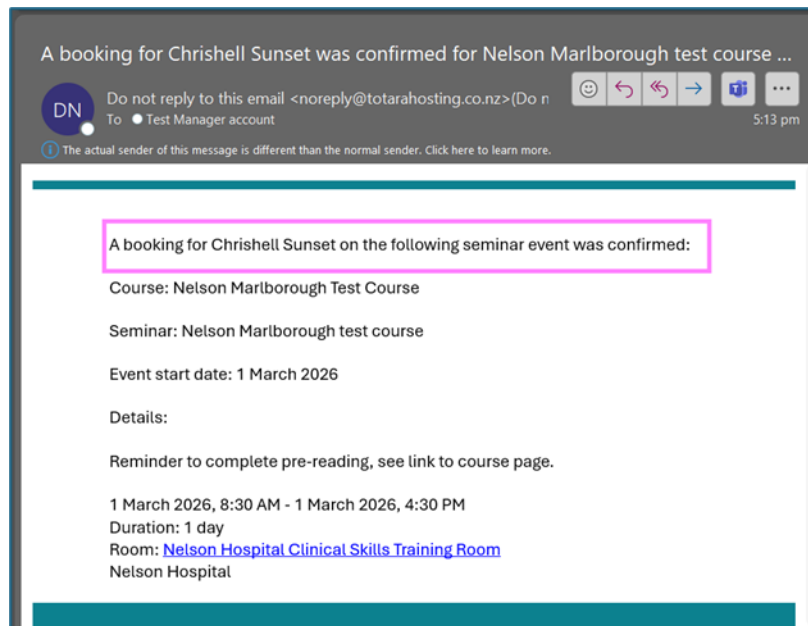 A booking for Chrishell Sunset was confirmed for Nelson Marlborough test course ...
DN
Do not reply to this email <noreply@totarahosting.co.nz>(Do n
To Test Manager account
5:13 pm
The actual sender of this message is different than the normal sender. Click here to learn more.
A booking for Chrishell Sunset on the following seminar event was confirmed:
Course: Nelson Marlborough Test Course
Seminar: Nelson Marlborough test course
Event start date: 1 March 2026
Details:
Reminder to complete pre-reading, see link to course page.
1 March 2026, 8:30 AM - 1 March 2026, 4:30 PM
Duration: 1 day
Room: Nelson Hospital Clinical Skills Training Room
Nelson Hospital